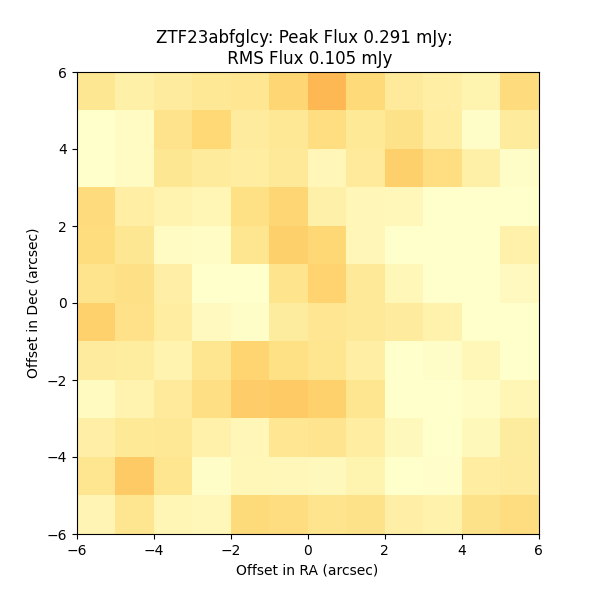 ZTF23abfglcy: Peak Flux 0.291 mJy;
RMS Flux 0.105 mJy
6
4
2
0
−2
−4
−6
Offset in Dec (arcsec)
−6 −4 −2 0 2 4 6
Offset in RA (arcsec)